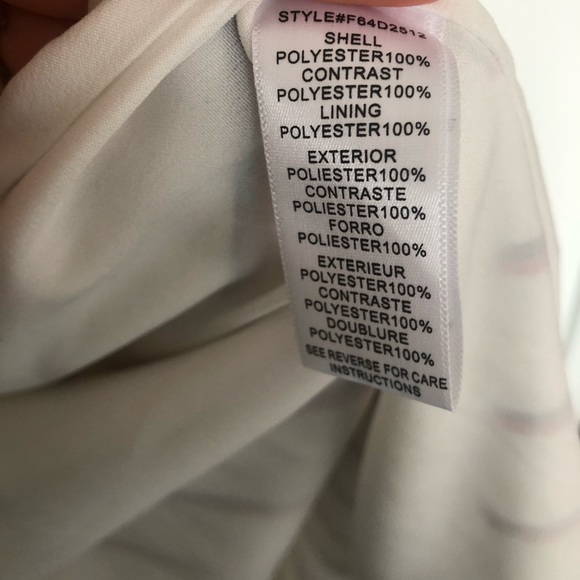 STYLE#F64D2512
SHELL
POLYESTER100%
CONTRAST
POLYESTER100%
LINING
POLYESTER100%
EXTERIOR
POLIESTER100%
CONTRASTE
POLIESTER100%
FORRO
POLIESTER100%
EXTERIEUR
POLYESTER100%
CONTRASTE
POLYESTER100%
DOUBLURE
POLYESTER100%
SEE REVERSE FOR CARE
INSTRUCTIONS